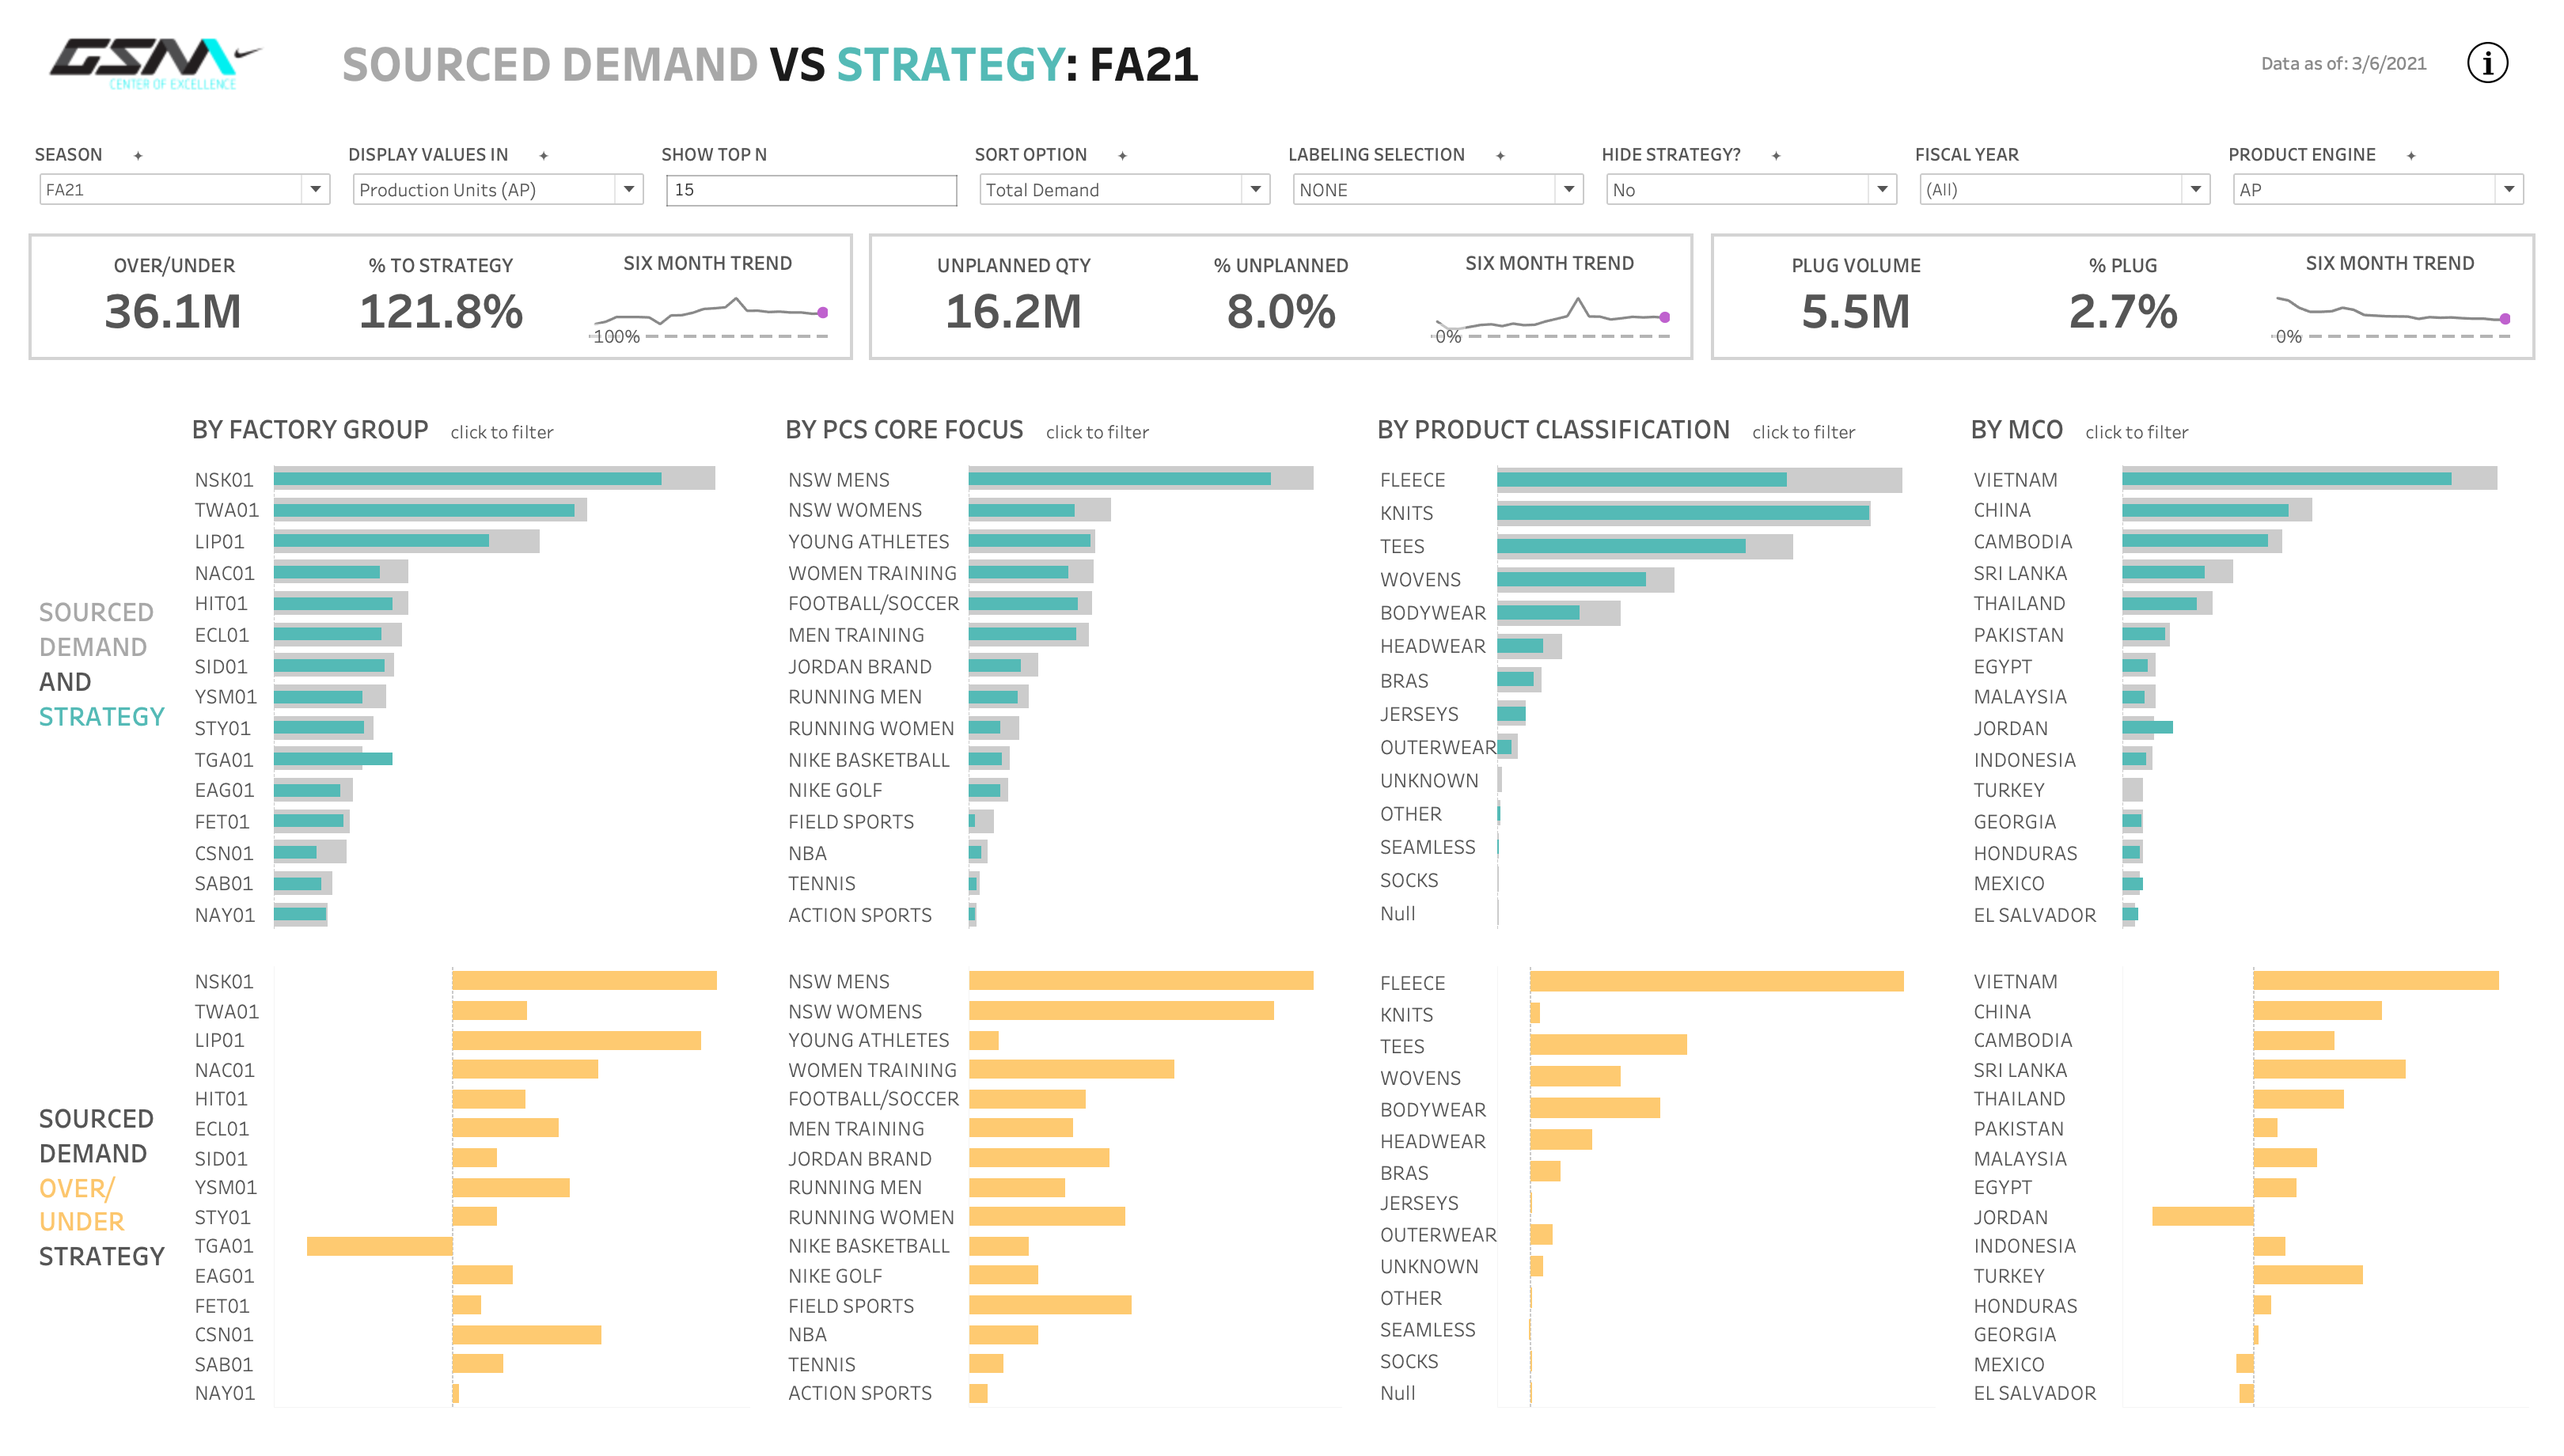 GSM
CENTER OF EXCELLENCE
SOURCED DEMAND VS STRATEGY: FA21
Data as of: 3/6/2021
i
SEASON
DISPLAY VALUES IN
SHOW TOP N
SORT OPTION
LABELING SELECTION
HIDE STRATEGY?
FISCAL YEAR
PRODUCT ENGINE
FA21
Production Units (AP)
15
Total Demand
NONE
No
(All)
AP
OVER/UNDER
36.1M
% TO STRATEGY
121.8%
SIX MONTH TREND
100%
UNPLANNED QTY
16.2M
% UNPLANNED
8.0%
SIX MONTH TREND
0%
PLUG VOLUME
5.5M
% PLUG
2.7%
SIX MONTH TREND
0%
SOURCED
DEMAND
AND
STRATEGY
BY FACTORY GROUP click to filter
NSK01
TWA01
LIP01
NAC01
HIT01
ECL01
SID01
YSM01
STY01
TGA01
EAG01
FET01
CSN01
SAB01
NAY01
BY PCS CORE FOCUS click to filter
NSW MENS
NSW WOMENS
YOUNG ATHLETES
WOMEN TRAINING
FOOTBALL/SOCCER
MEN TRAINING
JORDAN BRAND
RUNNING MEN
RUNNING WOMEN
NIKE BASKETBALL
NIKE GOLF
FIELD SPORTS
NBA
TENNIS
ACTION SPORTS
BY PRODUCT CLASSIFICATION click to filter
FLEECE
KNITS
TEES
WOVENS
BODYWEAR
HEADWEAR
BRAS
JERSEYS
OUTERWEAR
UNKNOWN
OTHER
SEAMLESS
SOCKS
Null
BY MCO click to filter
VIETNAM
CHINA
CAMBODIA
SRI LANKA
THAILAND
PAKISTAN
EGYPT
MALAYSIA
JORDAN
INDONESIA
TURKEY
GEORGIA
HONDURAS
MEXICO
EL SALVADOR
SOURCED
DEMAND
OVER/
UNDER
STRATEGY
NSK01
TWA01
LIP01
NAC01
HIT01
ECL01
SID01
YSM01
STY01
TGA01
EAG01
FET01
CSN01
SAB01
NAY01
NSW MENS
NSW WOMENS
YOUNG ATHLETES
WOMEN TRAINING
FOOTBALL/SOCCER
MEN TRAINING
JORDAN BRAND
RUNNING MEN
RUNNING WOMEN
NIKE BASKETBALL
NIKE GOLF
FIELD SPORTS
NBA
TENNIS
ACTION SPORTS
FLEECE
KNITS
TEES
WOVENS
BODYWEAR
HEADWEAR
BRAS
JERSEYS
OUTERWEAR
UNKNOWN
OTHER
SEAMLESS
SOCKS
Null
VIETNAM
CHINA
CAMBODIA
SRI LANKA
THAILAND
PAKISTAN
MALAYSIA
EGYPT
JORDAN
INDONESIA
TURKEY
HONDURAS
GEORGIA
MEXICO
EL SALVADOR